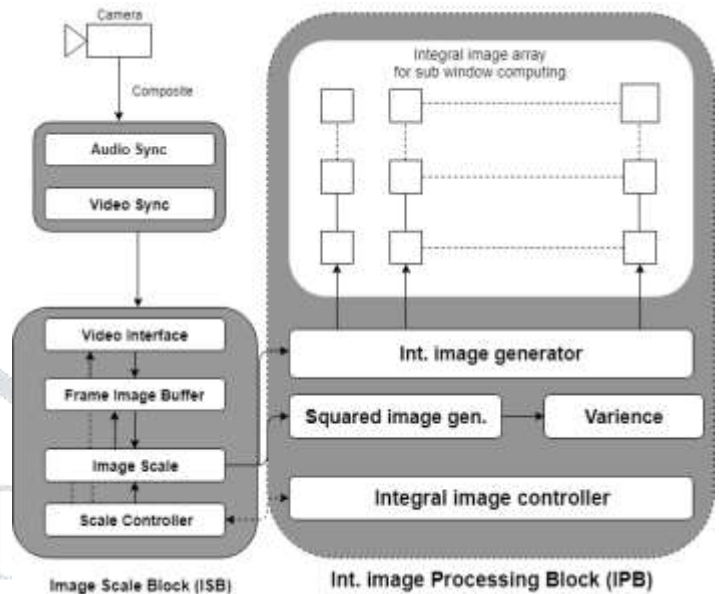 Camera
Composite
Audio Sync
Video Sync
Video Interface
Frame Image Buffer
Image Scale
Scale Controller
Image Scale Block (ISB)
Integral image array
for sub window computing
Int. image generator
Squared image gen.
Varience
Integral image controller
Int. image Processing Block (IPB)